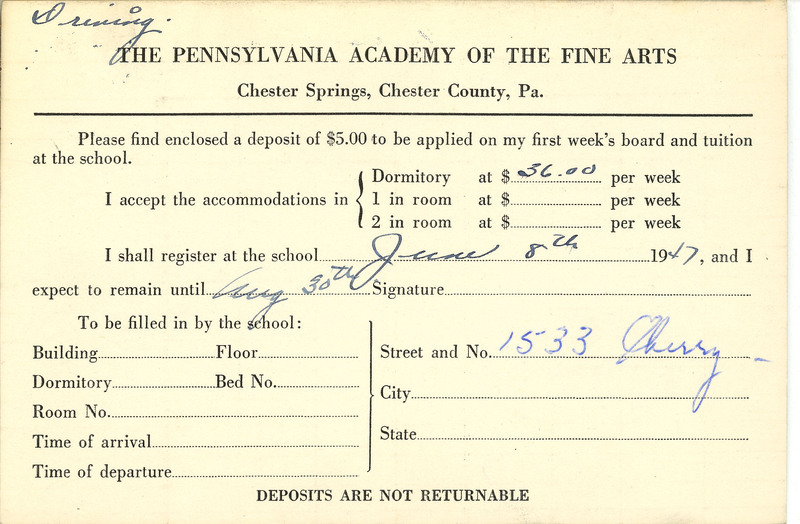 Driving.
THE PENNSYLVANIA ACADEMY OF THE FINE ARTS
Chester Springs, Chester County, Pa.
Please find enclosed a deposit of $5.00 to be applied on my first week's board and tuition
at the school.
I accept the accommodations in
Dormitory at $ 36.00 per week
1 in room at $ per week
2 in room at $ per week
I shall register at the school June 8th 1947, and I
expect to remain until Aug 30th Signature
To be filled in by the school:
Building Floor
Dormitory Bed No.
Room No.
Time of arrival
Time of departure
Street and No. 1533 Cherry
City
State
DEPOSITS ARE NOT RETURNABLE